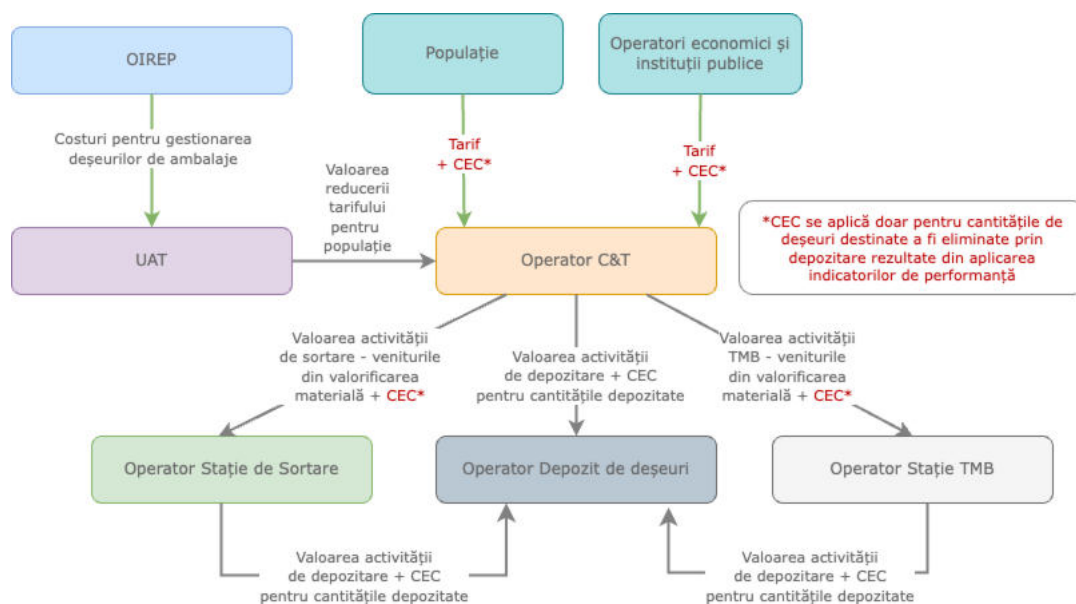 OIREP
Populație
Operatori economici și
instituții publice
Costuri pentru gestionarea
deșeurilor de ambalaje
Valoarea
reducerii
tarifului
pentru
populație
Tarif
+ CEC*
Tarif
+ CEC*
*CEC se aplică doar pentru cantitățile de
deșeuri destinate a fi eliminate prin
depozitare rezultate din aplicarea
indicatorilor de performanță
UAT
Operator C&T
Valoarea activității
de sortare - veniturile
din valorificarea
materială + CEC*
Valoarea activității
de depozitare + CEC
pentru cantitățile depozitate
Valoarea activității
TMB - veniturile
din valorificarea
materială + CEC*
Operator Stație de Sortare
Operator Depozit de deșeuri
Operator Stație TMB
Valoarea activității
de depozitare + CEC
pentru cantitățile depozitate
Valoarea activității
de depozitare + CEC
pentru cantitățile depozitate